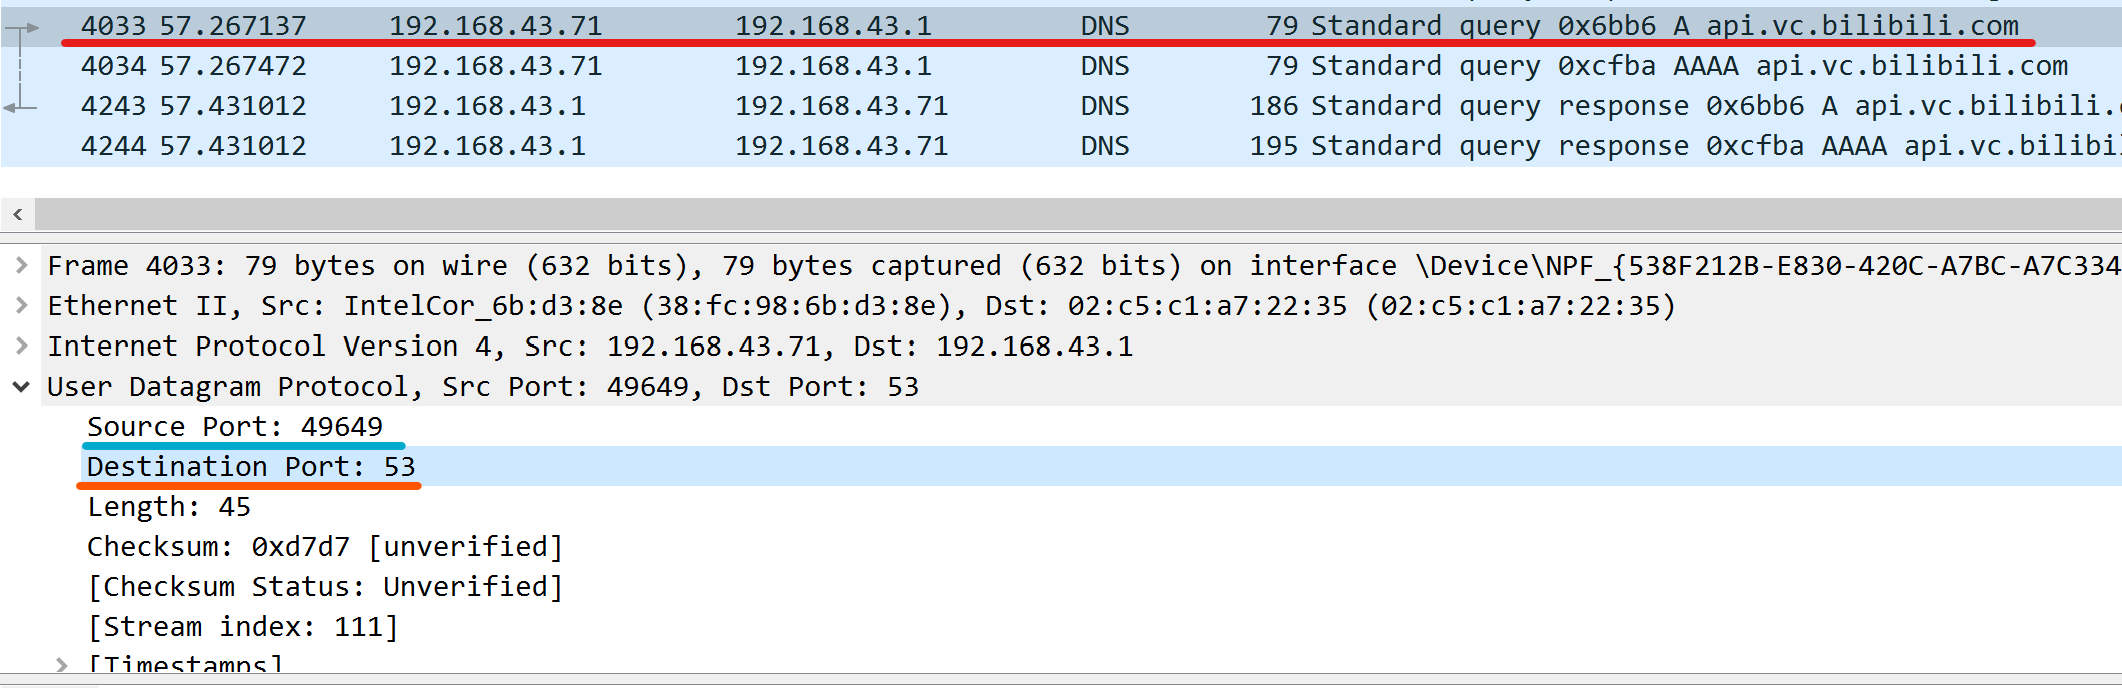 4033 57.267137 192.168.43.71 192.168.43.1 DNS 79 Standard query 0x6bb6 A api.vc.bilibili.com
4034 57.267472 192.168.43.71 192.168.43.1 DNS 79 Standard query 0xcfba AAAA api.vc.bilibili.com
4243 57.431012 192.168.43.1 192.168.43.71 DNS 186 Standard query response 0x6bb6 A api.vc.bilibili.
4244 57.431012 192.168.43.1 192.168.43.71 DNS 195 Standard query response 0xcfba AAAA api.vc.bilibi
Frame 4033: 79 bytes on wire (632 bits), 79 bytes captured (632 bits) on interface \Device\NPF_{538F212B-E830-420C-A7BC-A7C334
Ethernet II, Src: IntelCor_6b:d3:8e (38:fc:98:6b:d3:8e), Dst: 02:c5:c1:a7:22:35 (02:c5:c1:a7:22:35)
Internet Protocol Version 4, Src: 192.168.43.71, Dst: 192.168.43.1
User Datagram Protocol, Src Port: 49649, Dst Port: 53
Source Port: 49649
Destination Port: 53
Length: 45
Checksum: 0xd7d7 [unverified]
[Checksum Status: Unverified]
[Stream index: 111]
[Timestamps]